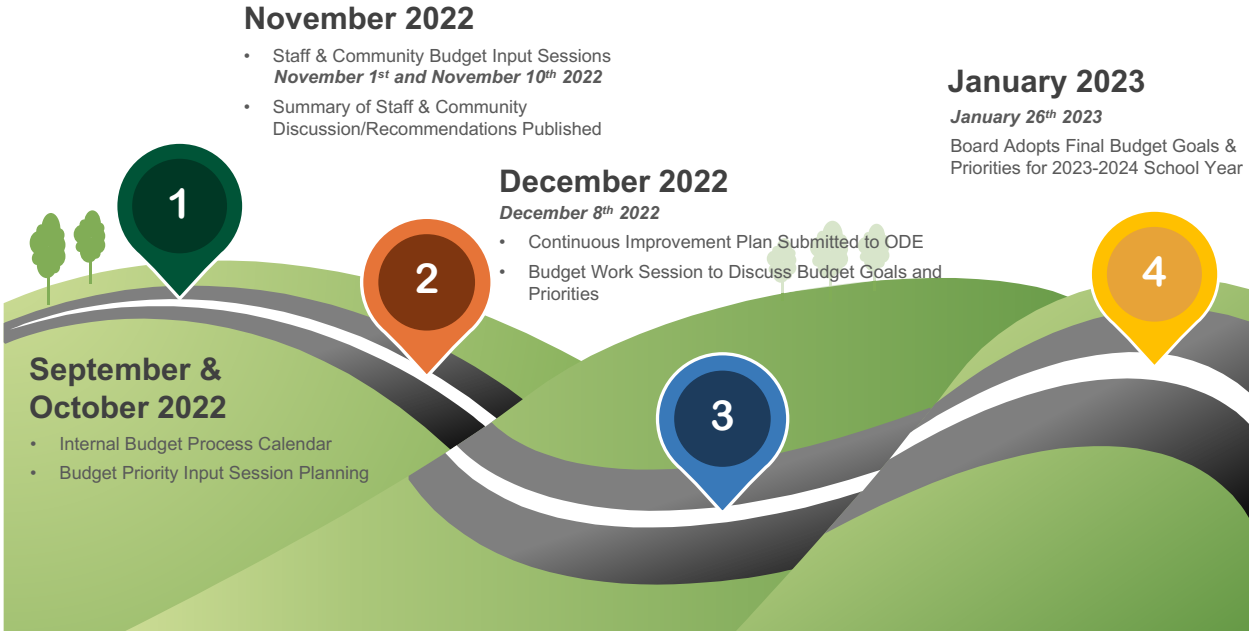 November 2022
• Staff & Community Budget Input Sessions
November 1st and November 10th 2022
• Summary of Staff & Community
Discussion/Recommendations Published
January 2023
January 26th 2023
Board Adopts Final Budget Goals &
Priorities for 2023-2024 School Year
December 2022
December 8th 2022
• Continuous Improvement Plan Submitted to ODE
• Budget Work Session to Discuss Budget Goals and
Priorities
1
2
3
4
September &
October 2022
• Internal Budget Process Calendar
• Budget Priority Input Session Planning